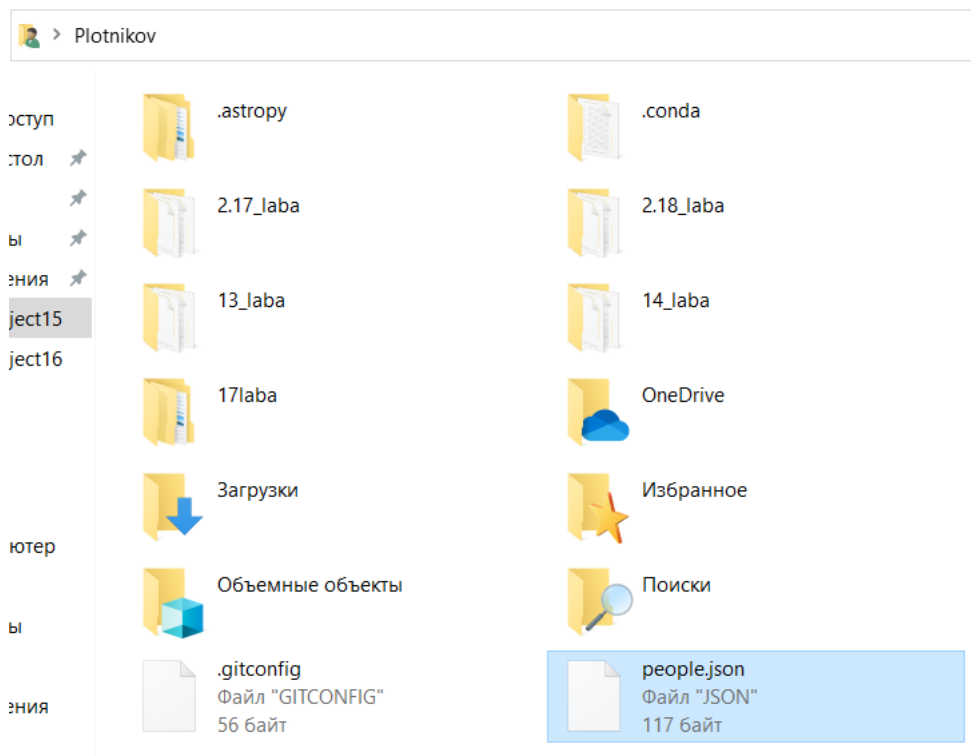 Plotnikov
оступ
стол
ы
ения
ject15
ject16
ютер
ы
ения
.astropy
.conda
2.17_laba
2.18_laba
13_laba
14_laba
17laba
OneDrive
Загрузки
Избранное
Объемные объекты
Поиски
.gitconfig
Файл "GITCONFIG"
56 байт
people.json
Файл "JSON"
117 байт